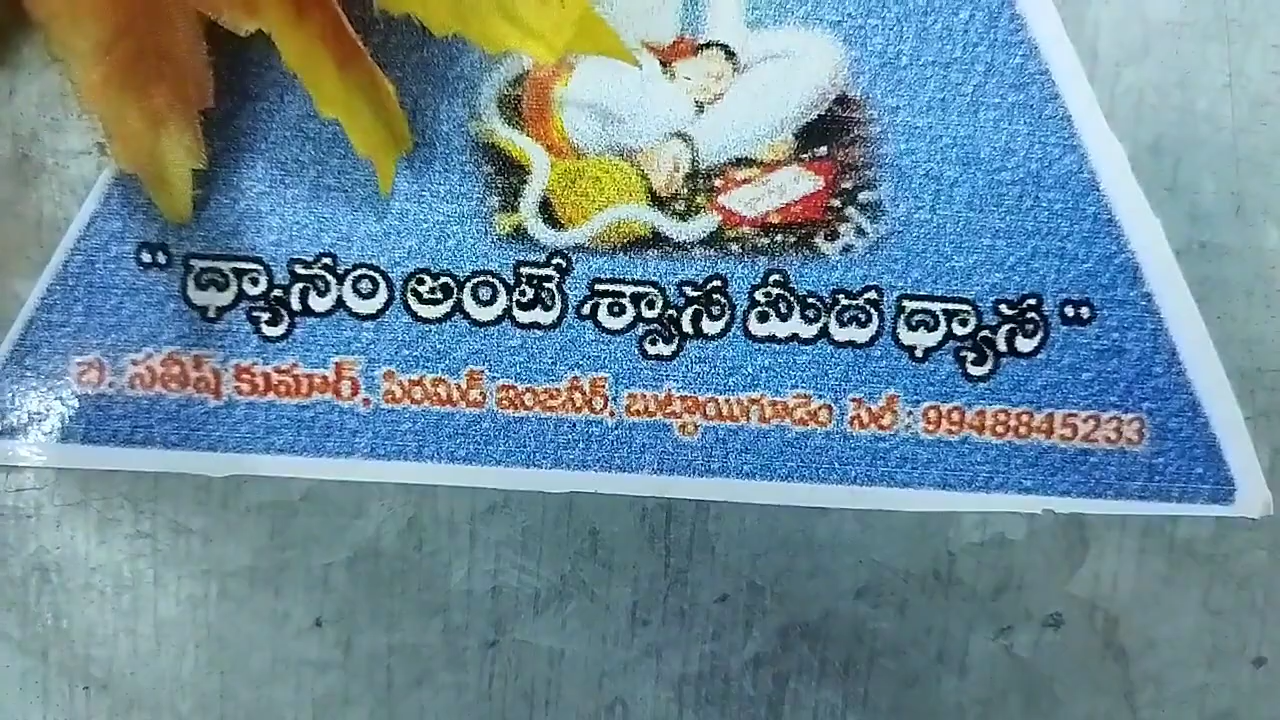 " ధ్యానం అంటే శ్వాస మీద ధ్యాస "
సతీష్ కుమార్, పిరమిడ్ ఇంజనీర్, బుట్టాయిగూడెం సెల్ : 9948845233